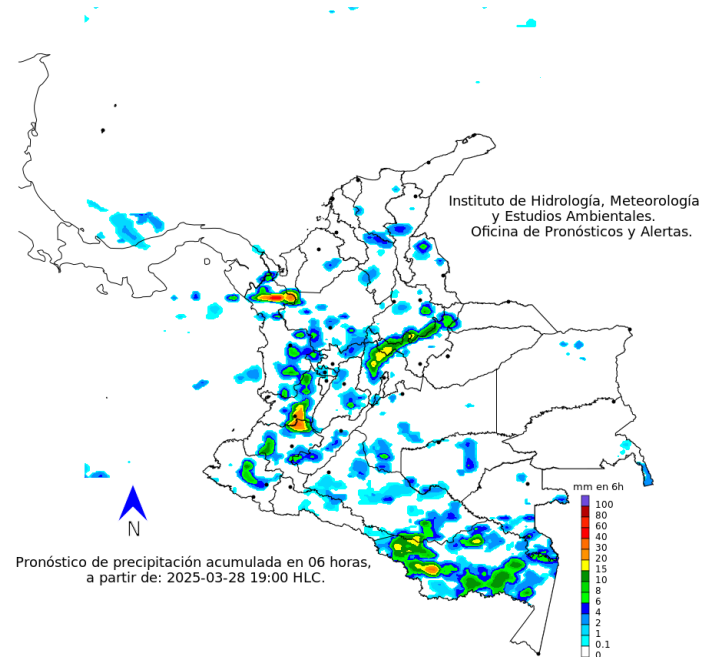 Instituto de Hidrología, Meteorología
y Estudios Ambientales.
Oficina de Pronósticos y Alertas.
mm en 6h
100
80
60
40
30
20
15
10
8
6
4
2
1
0.1
0
N
Pronóstico de precipitación acumulada en 06 horas,
a partir de: 2025-03-28 19:00 HLC.